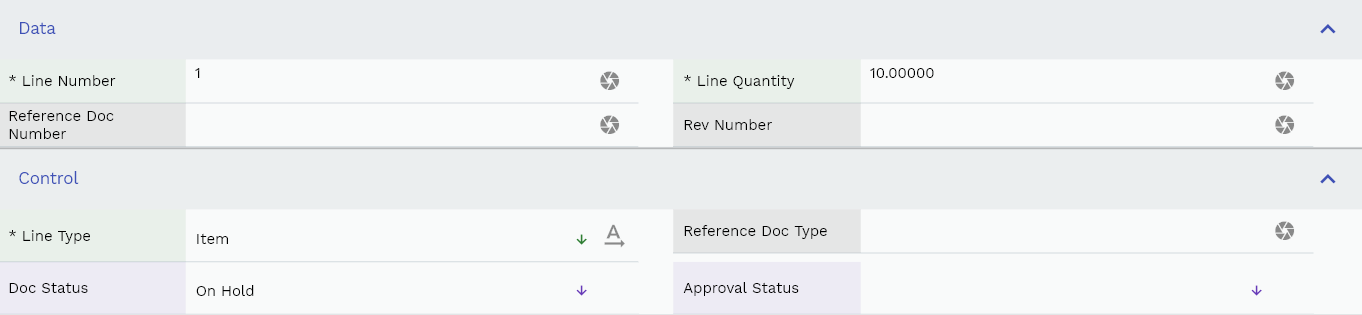 Data
* Line Number
1
* Line Quantity
10.00000
Reference Doc
Number
Rev Number
Control
* Line Type
Item
Reference Doc Type
Doc Status
On Hold
Approval Status